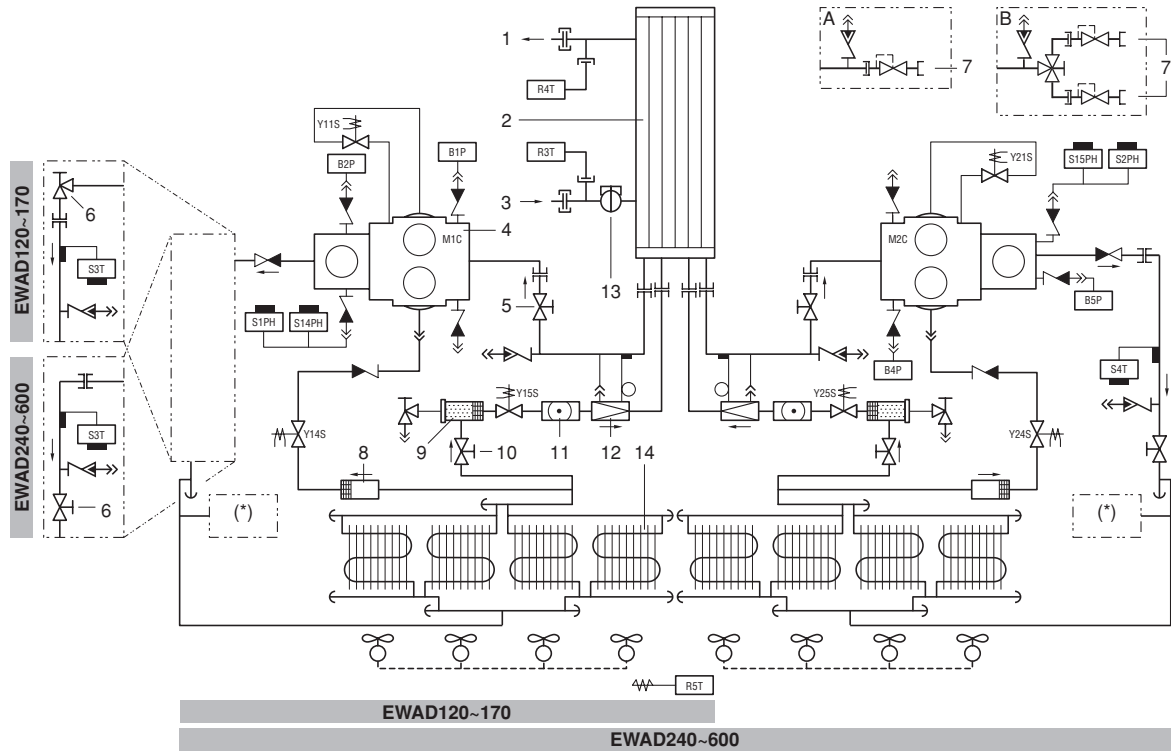 A
B
1
7
7
R4T
2
Y11S
B2P
B1P
R3T
Y21S
S15PH
S2PH
3
EWAD120~170
6
S3T
M1C
4
M2C
13
5
B5P
S1PH
S14PH
B4P
S4T
EWAD240~600
S3T
6
Y15S
Y25S
Y14S
9
10
11
12
14
Y24S
8
(*)
(*)
R5T
EWAD120~170
EWAD240~600